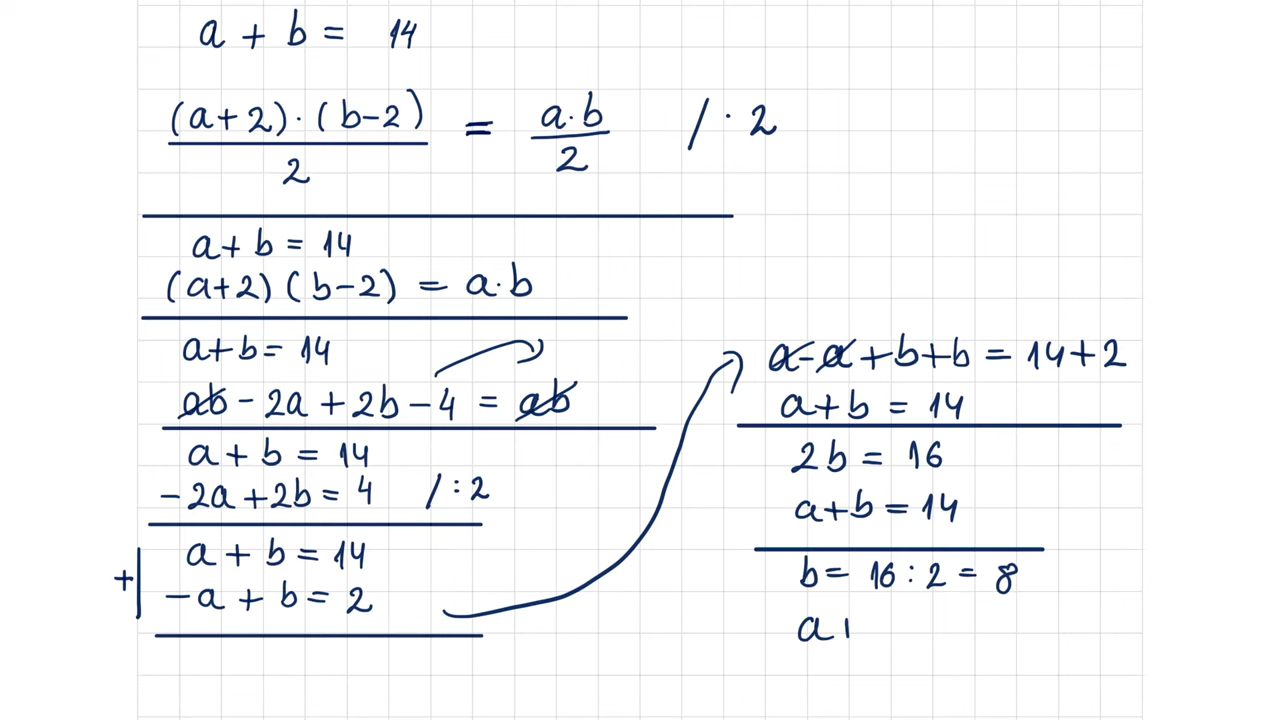 a + b = 14
(a+2)·(b-2) / 2 = a·b / 2 /·2
a+b = 14
(a+2)(b-2) = a·b
a+b = 14
ab - 2a + 2b - 4 = ab
a + b = 14
-2a + 2b = 4 /:2
a + b = 14
+ -a + b = 2
a - a + b + b = 14+2
a+b = 14
2b = 16
a+b = 14
b = 16 : 2 = 8
a 1